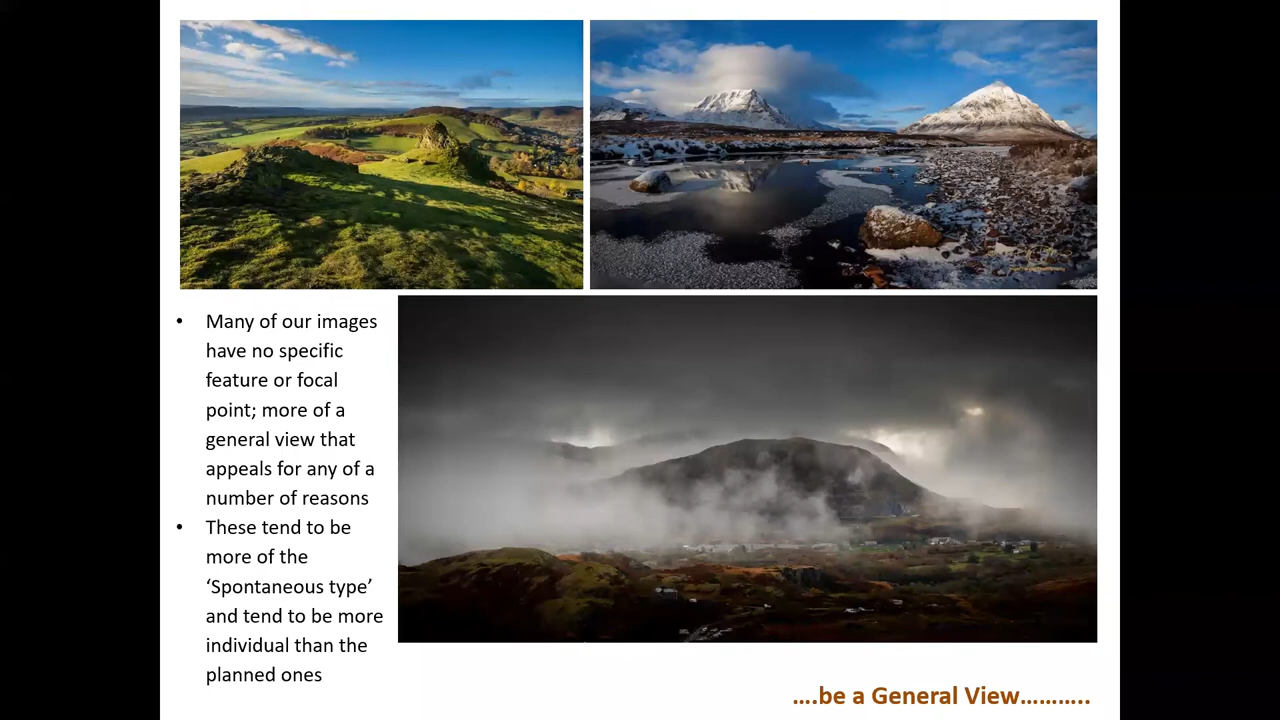 • Many of our images
have no specific
feature or focal
point; more of a
general view that
appeals for any of a
number of reasons
• These tend to be
more of the
‘Spontaneous type’
and tend to be more
individual than the
planned ones
....be a General View...........